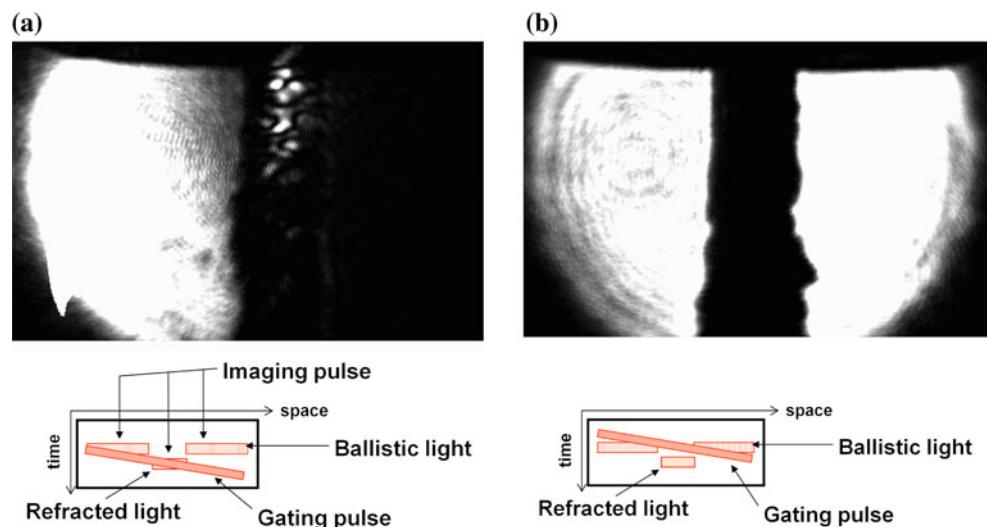 (a)
(b)
Imaging pulse
space
time
Ballistic light
Refracted light
Gating pulse
space
time
Ballistic light
Refracted light
Gating pulse